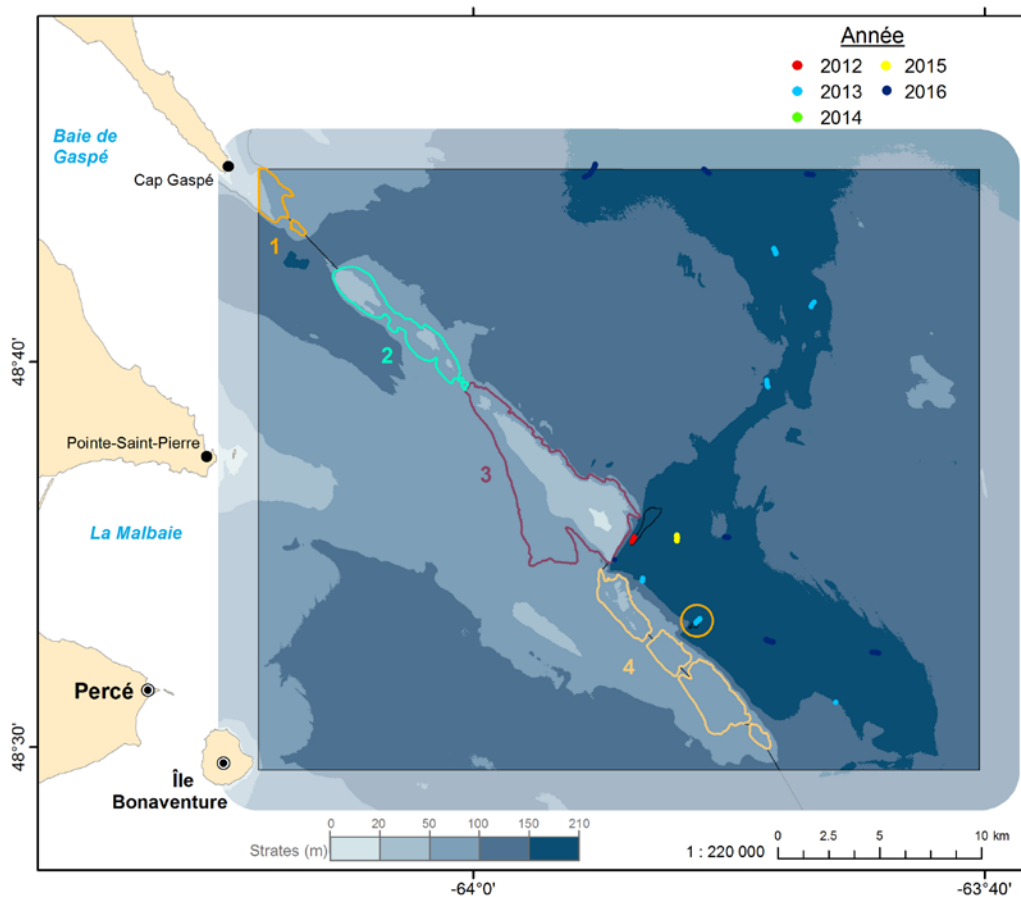 Année
2012
2015
2013
2016
2014
Baie de
Gaspé
Cap Gaspé
1
2
48°40'
3
Pointe-Saint-Pierre
La Malbaie
4
Percé
48°30'
Île
Bonaventure
0 20 50 100 150 210
Strates (m)
0 2.5 5 10 km
1 : 220 000
-64°0'
-63°40'